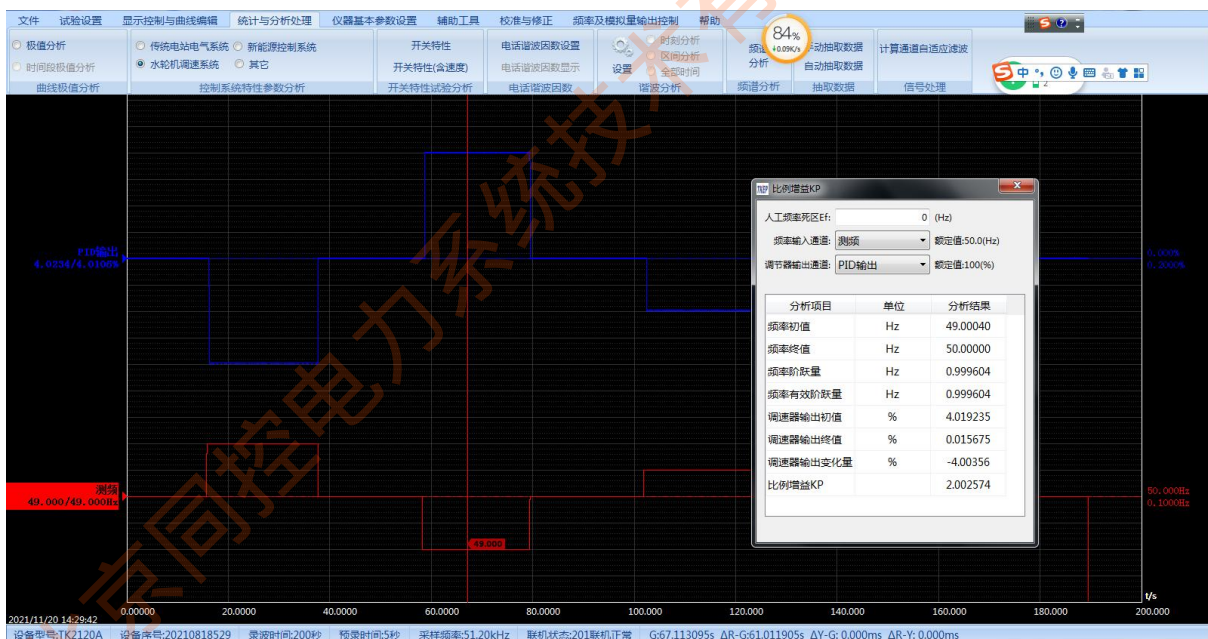 文件 试验设置 显示控制与曲线编辑 统计与分析处理 仪器基本参数设置 辅助工具 校准与修正 频率及模拟量输出控制 帮助
极值分析 传统电站电气系统 新能源控制系统 开关特性 电话谐波因数设置 时刻分析 手动抽取数据 计算通道自适应滤波
时间段极值分析 水轮机调速系统 其它 开关特性(含速度) 电话谐波因数显示 设置 区间分析 全部时间 分析 自动抽取数据
曲线极值分析 控制系统特性参数分析 开关特性试验分析 电话谐波因数 谐波分析 频谱分析 抽取数据 信号处理
84%
0.09K/s
中
2
比例增益KP
人工频率死区Ef: 0 (Hz)
频率输入通道: 测频 额定值:50.0(Hz)
调节器输出通道: PID输出 额定值:100(%)
分析项目 单位 分析结果
频率初值 Hz 49.00040
频率终值 Hz 50.00000
频率阶跃量 Hz 0.999604
频率有效阶跃量 Hz 0.999604
调速器输出初值 % 4.019235
调速器输出终值 % 0.015675
调速器输出变化量 % -4.00356
比例增益KP 2.002574
PID输出
0.000%
0.2000%
测频
49.000/49.000Hz
50.000Hz
0.1000Hz
49.000
t/s
0.00000 20.0000 40.0000 60.0000 80.0000 100.000 120.000 140.000 160.000 180.000 200.000
2021/11/20 14:29:42
设备型号:TK2120A 设备序号:20210818529 录波时间:200秒 预录时间:5秒 采样频率:51.20kHz 联机状态:201联机正常 G:67.113095s ΔR-G:61.011905s ΔY-G: 0.000ms ΔR-Y: 0.000ms
京同控电力系统技术有